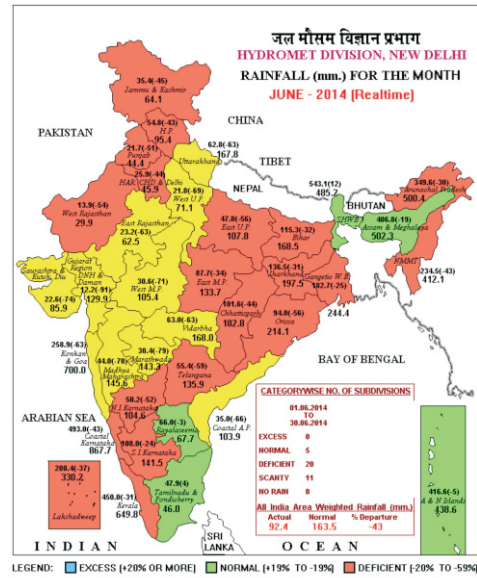 जल मौसम विज्ञान प्रभाग
HYDROMET DIVISION, NEW DELHI
RAINFALL (mm.) FOR THE MONTH
JUNE - 2014 (Realtime)
PAKISTAN
CHINA
TIBET
NEPAL
BHUTAN
35.4(-45)
Jammu & Kashmir
64.1
54.8(-43)
H.P.
95.4
21.7(-51)
Punjab
44.4
62.0(-63)
Uttarakhand
167.8
25.9(-44)
HAR. CHD & Delhi
45.9
21.8(-69)
West U.P.
71.1
13.9(-54)
West Rajasthan
29.9
East Rajasthan
23.2(-63)
62.5
47.8(-56)
East U.P.
107.8
115.3(-32)
Bihar
168.5
543.1(12)
485.2
SHWB
349.6(-30)
Arunachal Pradesh
500.4
406.8(-19)
Assam & Meghalaya
502.3
NMMT
234.5(-43)
412.1
Saurashtra &
Kutch, Diu
22.6(-74)
85.9
Gujarat
Region
DNH &
Daman
12.2(-91)
129.9
30.6(-71)
West M.P.
105.4
87.7(-34)
East M.P.
133.7
136.5(-31)
Jharkhand
197.5
Gangetic W B
182.7(-25)
244.4
101.6(-44)
Chhattisgarh
182.8
94.0(-56)
Orissa
214.1
63.0(-63)
Vidarbha
168.0
258.9(-63)
Konkan
& Goa
700.0
44.0(-70)
Madhya
Maharashtra
145.6
30.4(-79)
Marathwada
143.3
55.4(-59)
Telangana
135.9
BAY OF BENGAL
50.2(-52)
N.I Karnataka
104.6
35.0(-66)
Coastal A.P.
103.9
ARABIAN SEA
493.0(-43)
Coastal
Karnataka
867.7
66.0(-3)
Rayalaseema
67.7
108.0(-24)
S.I. Karnataka
141.5
208.4(-37)
330.2
Lakshadweep
450.0(-31)
Kerala
649.8
47.9(4)
Tamilnadu &
Pondicherry
46.0
416.6(-5)
A & N Islands
438.6
CATEGORYWISE NO. OF SUBDIVISIONS
01.06.2014
TO
30.06.2014
EXCESS 0
NORMAL 5
DEFICIENT 20
SCANTY 11
NO RAIN 0
All India Area Weighted Rainfall (mm.)
Actual Normal % Departure
92.4 163.5 -43
SRI
LANKA
INDIAN OCEAN
LEGEND: EXCESS (+20% OR MORE) NORMAL (+19% TO -19%) DEFICIENT (-20% TO -59%)